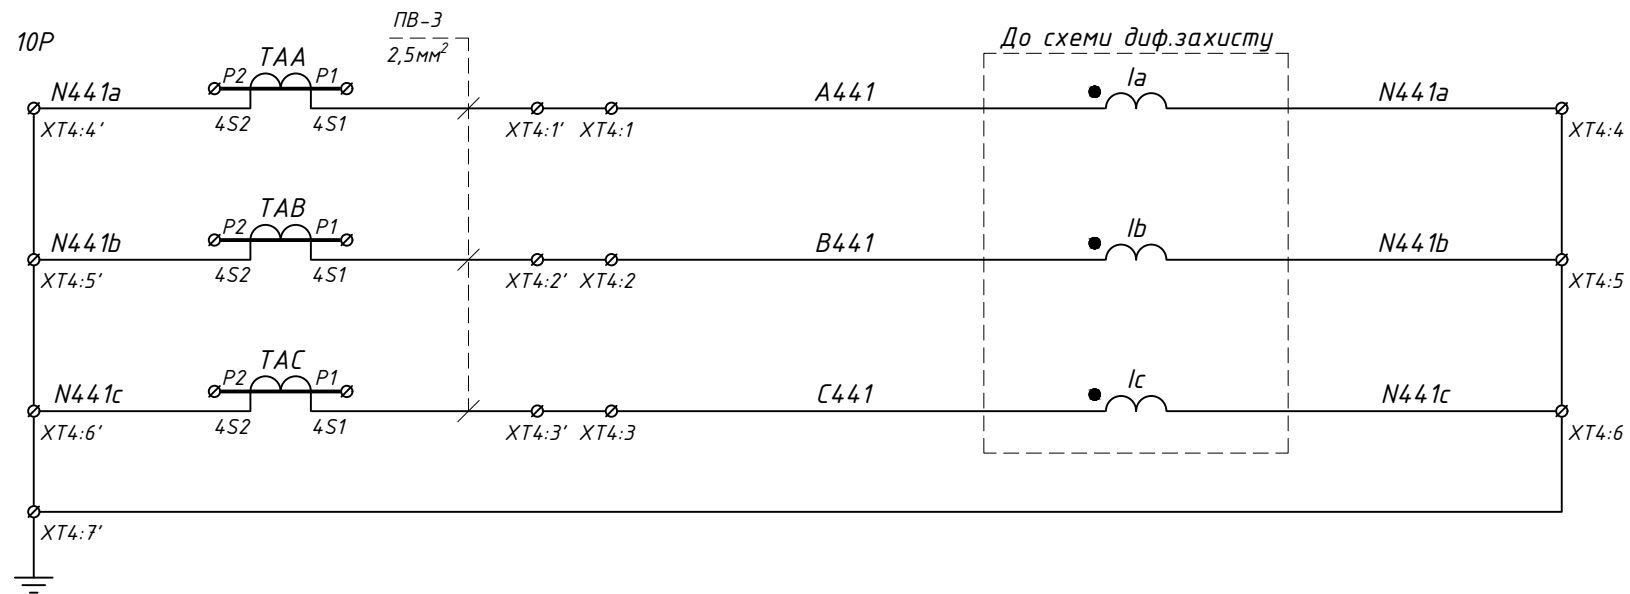 ПВ-3
10P
2,5мм²
До схеми диф.захисту
N441a
P2
TAA
P1
A441
Ia
N441a
XT4:4'
4S2
4S1
XT4:1'
XT4:1
XT4:4
N441b
P2
TAB
P1
B441
Ib
N441b
XT4:5'
4S2
4S1
XT4:2'
XT4:2
XT4:5
N441c
P2
TAC
P1
C441
Ic
N441c
XT4:6'
4S2
4S1
XT4:3'
XT4:3
XT4:6
XT4:7'